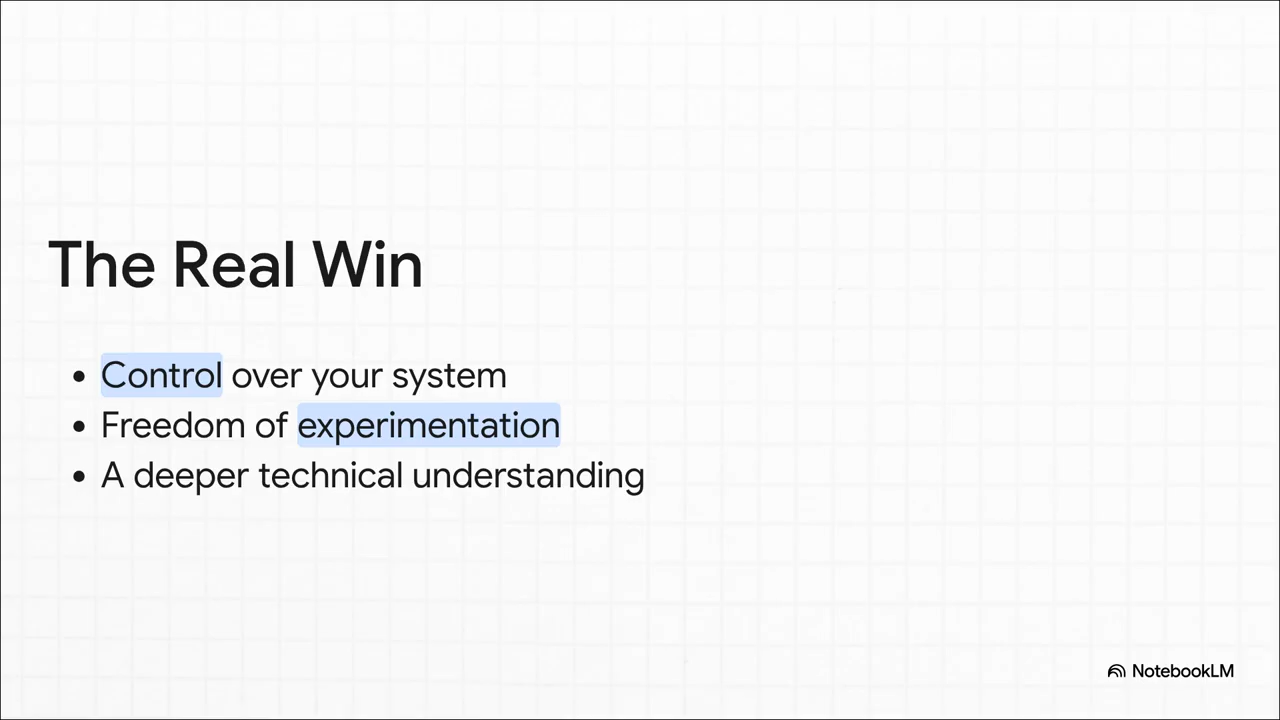 The Real Win
• Control over your system
• Freedom of experimentation
• A deeper technical understanding
NotebookLM